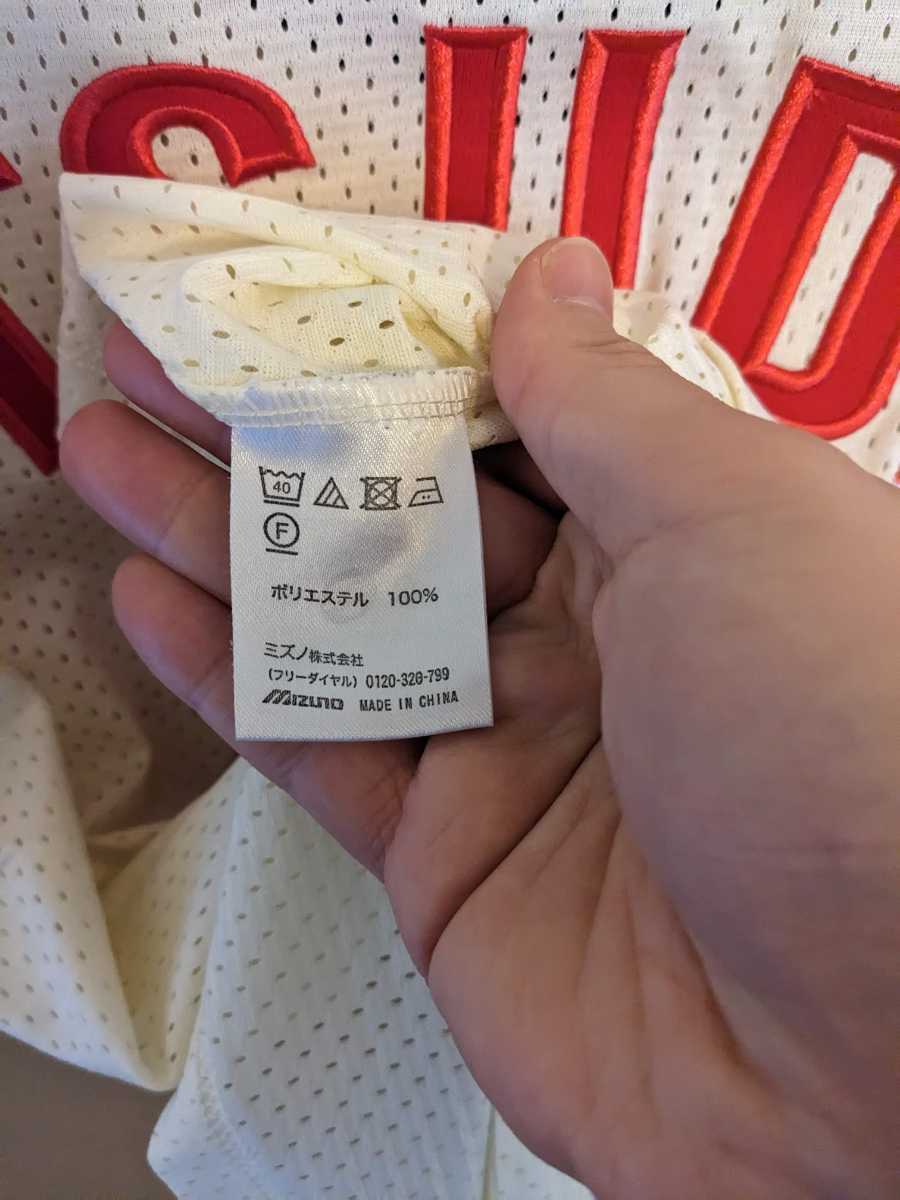 40
F
ポリエステル 100%
ミズノ株式会社
(フリーダイヤル) 0120-320-799
MIZUNO MADE IN CHINA